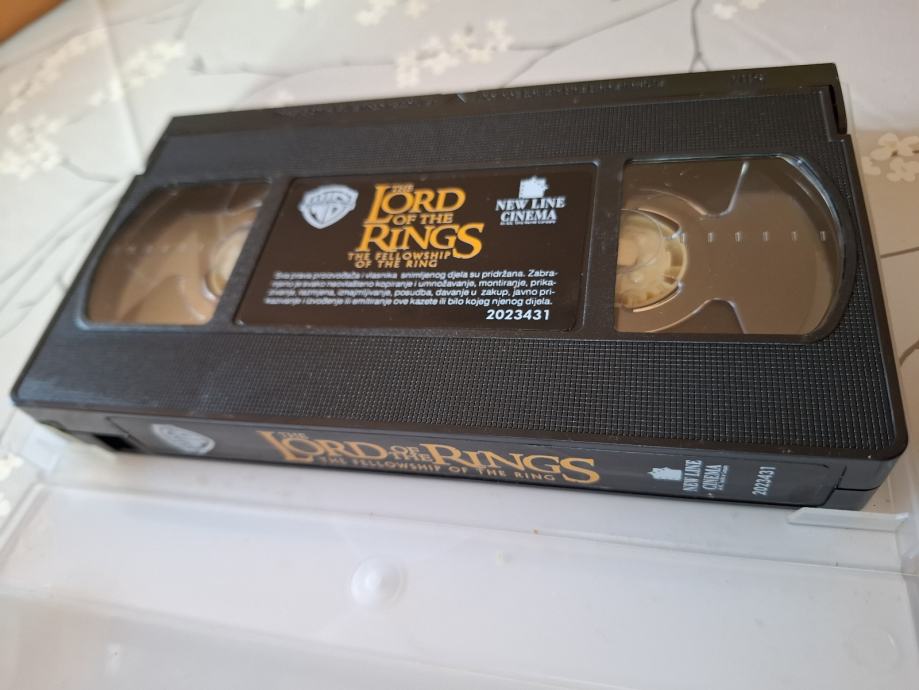 VHS
WB
THE
LORD
OF THE
RINGS
THE FELLOWSHIP
OF THE RING
NEW LINE
CINEMA
Sva prava proizvođača i vlasnika snimljenog djela su pridržana. Zabra-
njeno je svako neovlašteno kopiranje i umnožavanje, montiranje, prika-
zivanje, razmjena, iznajmljivanje, posudba, davanje u zakup, javno pri-
kazivanje i izvođenje ili emitiranje ove kazete ili bilo kojeg njenog dijela.
2023431
THE
LORD OF THE RINGS
THE FELLOWSHIP OF THE RING
NEW LINE
CINEMA
2023431